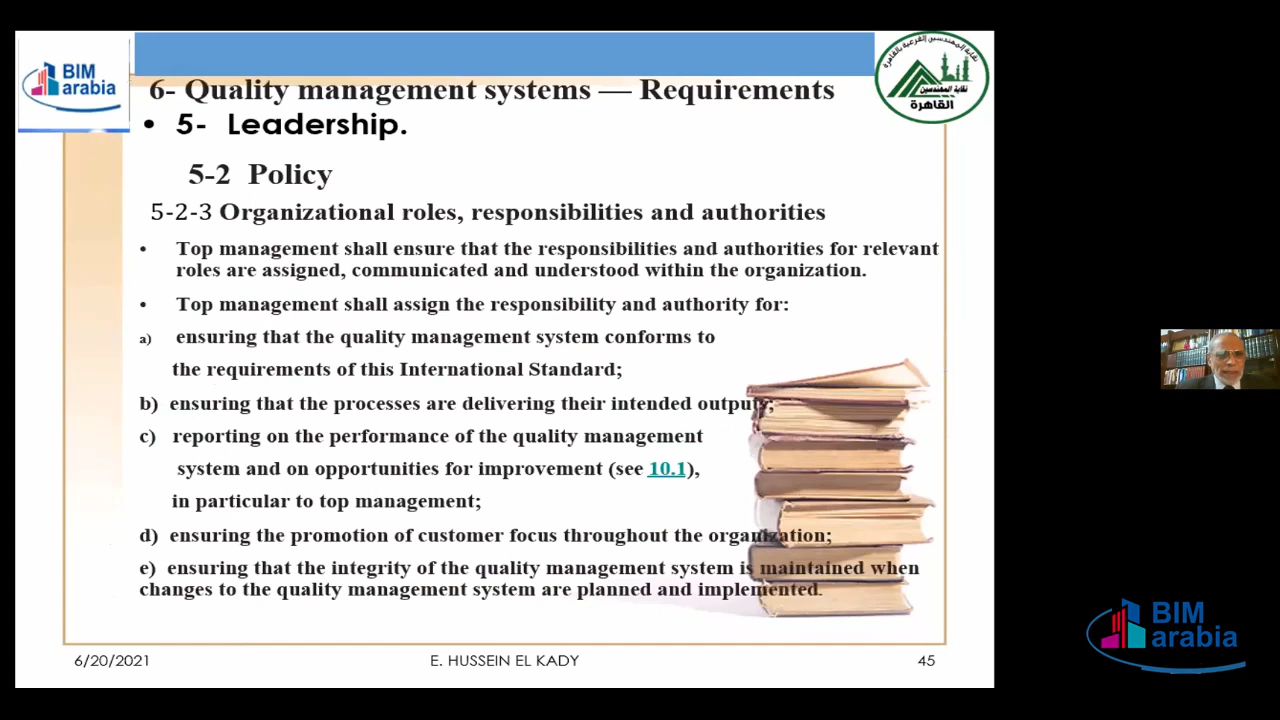 BIM
arabia
6- Quality management systems — Requirements
• 5- Leadership.
نقابة المهندسين الفرعية بالقاهرة
نقابة المهندسين
القاهرة
5-2 Policy
5-2-3 Organizational roles, responsibilities and authorities
• Top management shall ensure that the responsibilities and authorities for relevant
roles are assigned, communicated and understood within the organization.
• Top management shall assign the responsibility and authority for:
a) ensuring that the quality management system conforms to
the requirements of this International Standard;
b) ensuring that the processes are delivering their intended outputs;
c) reporting on the performance of the quality management
system and on opportunities for improvement (see 10.1),
in particular to top management;
d) ensuring the promotion of customer focus throughout the organization;
e) ensuring that the integrity of the quality management system is maintained when
changes to the quality management system are planned and implemented.
6/20/2021
E. HUSSEIN EL KADY
45
BIM
arabia